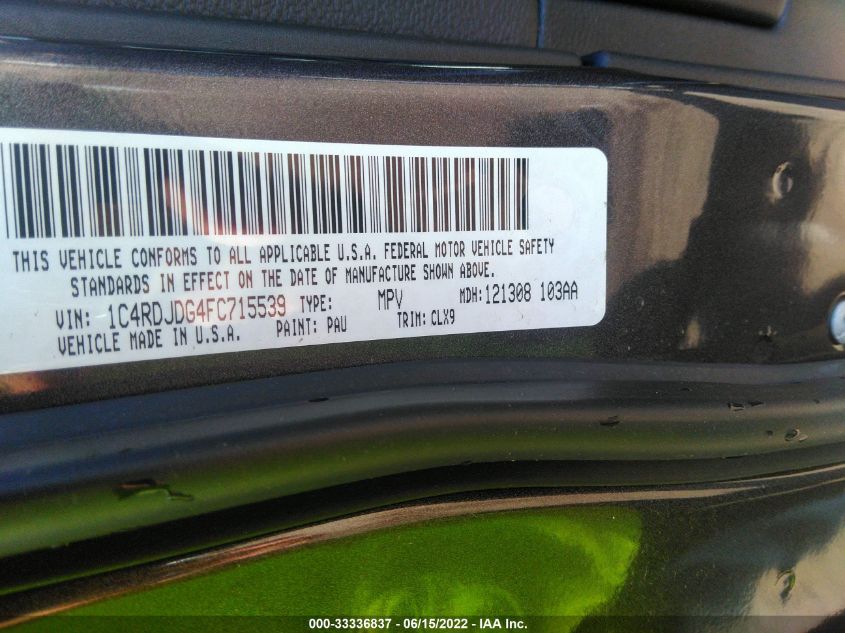 THIS VEHICLE CONFORMS TO ALL APPLICABLE U.S.A. FEDERAL MOTOR VEHICLE SAFETY
STANDARDS IN EFFECT ON THE DATE OF MANUFACTURE SHOWN ABOVE.
VIN: 1C4RDJDG4FC715539 TYPE: MPV MDH:121308 103AA
VEHICLE MADE IN U.S.A. PAINT: PAU TRIM: CLX9
000-33336837 - 06/15/2022 - IAA Inc.